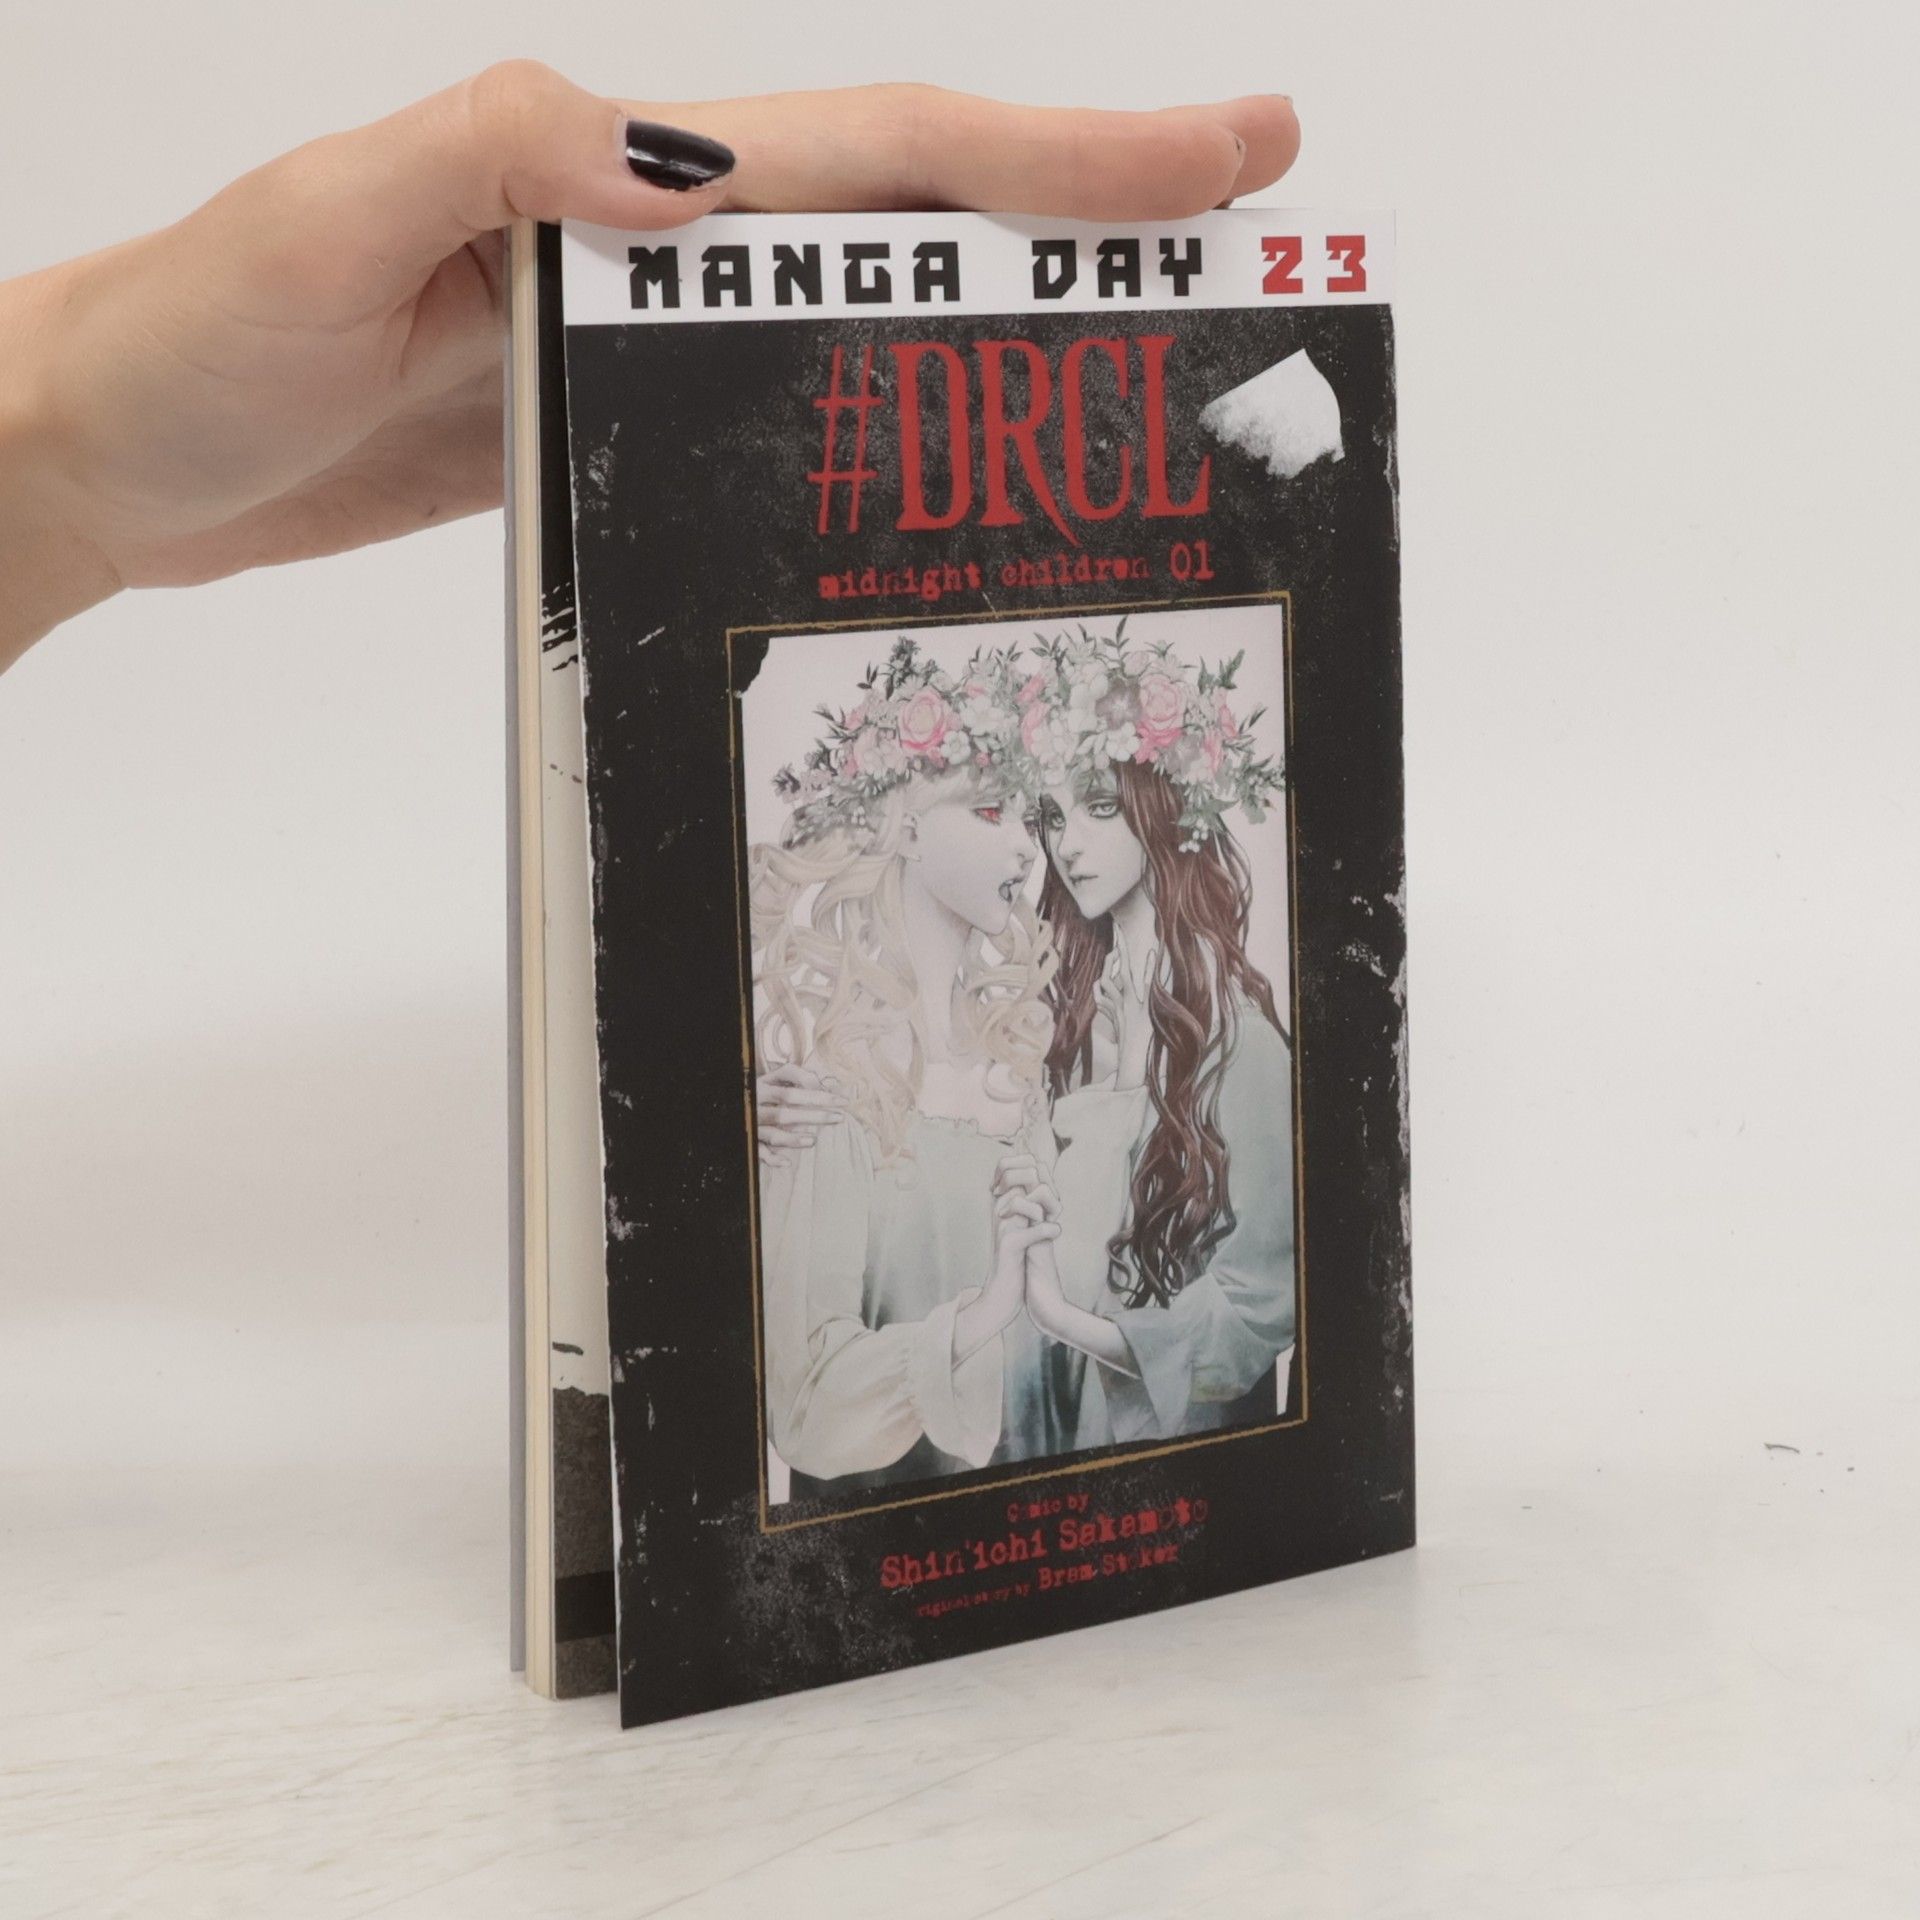 MANGA DAY 23
#DRCL
midnight children 01
Comic by
Shin'ichi Sakamoto
original story by Bram Stoker